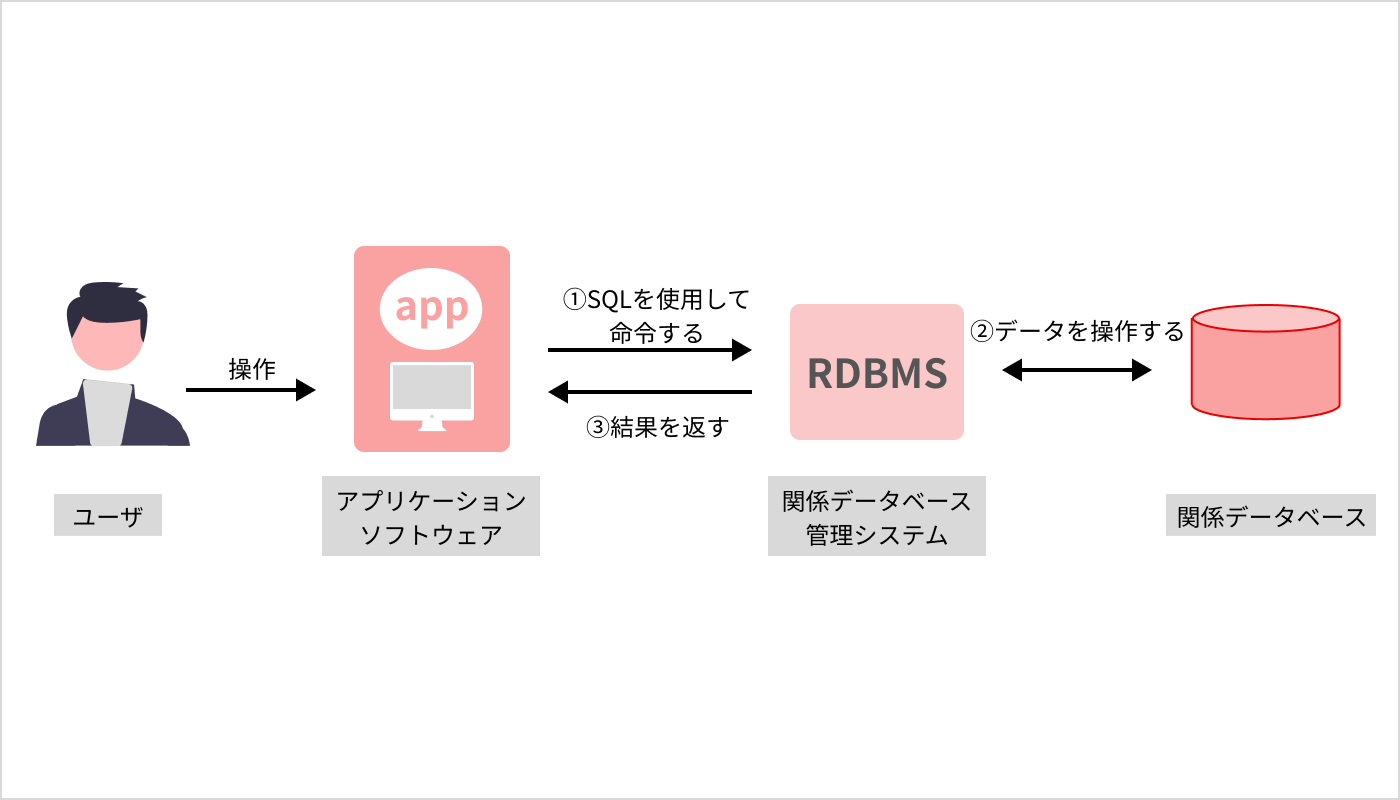 操作
app
①SQLを使用して
命令する
③結果を返す
RDBMS
②データを操作する
ユーザ
アプリケーション
ソフトウェア
関係データベース
管理システム
関係データベース